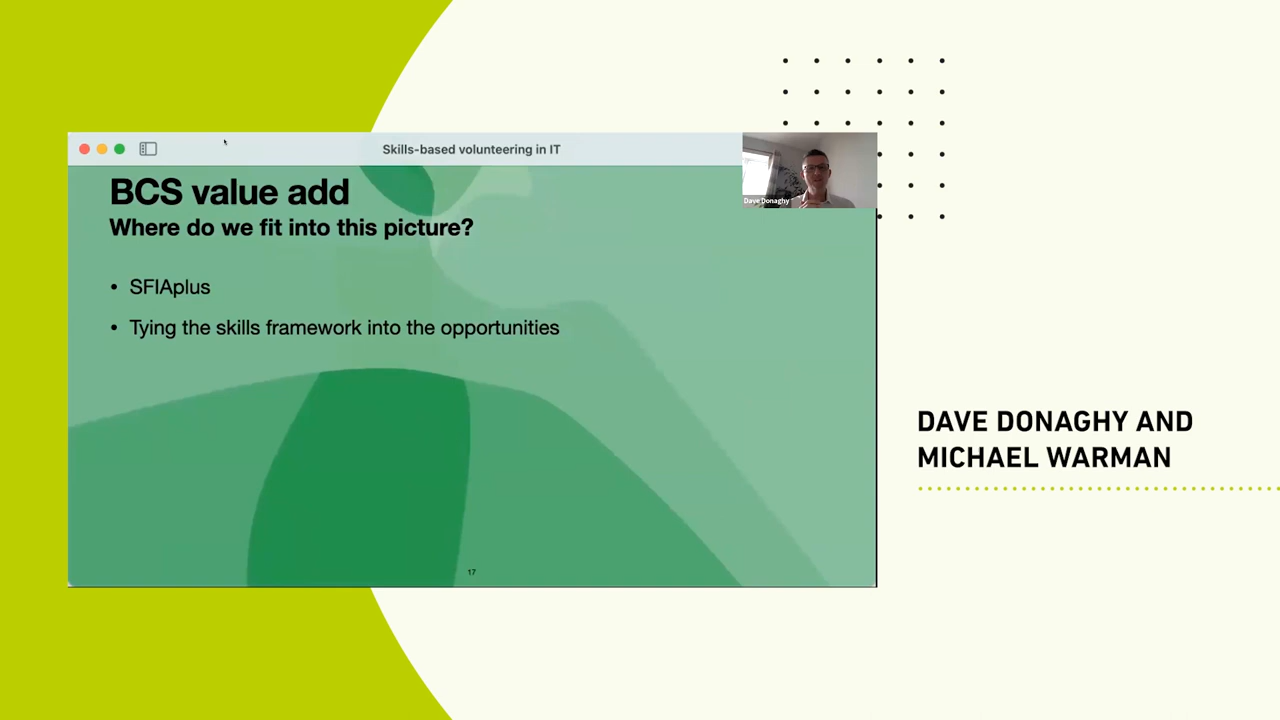 Skills-based volunteering in IT
BCS value add
Where do we fit into this picture?
• SFIAplus
• Tying the skills framework into the opportunities
17
Dave Donaghy
DAVE DONAGHY AND
MICHAEL WARMAN